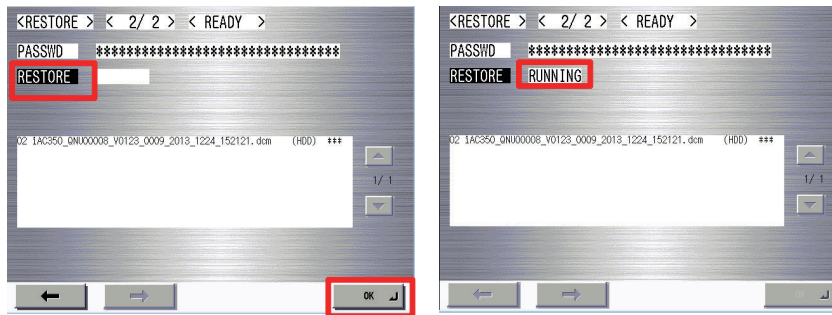 <RESTORE > < 2/ 2 > < READY >
PASSWD ********************************
RESTORE
02 1AC350_QNU00008_V0123_0009_2013_1224_152121.dcm (HDD) ***
1/ 1
OK
<RESTORE > < 2/ 2 > < READY >
PASSWD ********************************
RESTORE RUNNING
02 1AC350_QNU00008_V0123_0009_2013_1224_152121.dcm (HDD) ***
1/ 1
OK